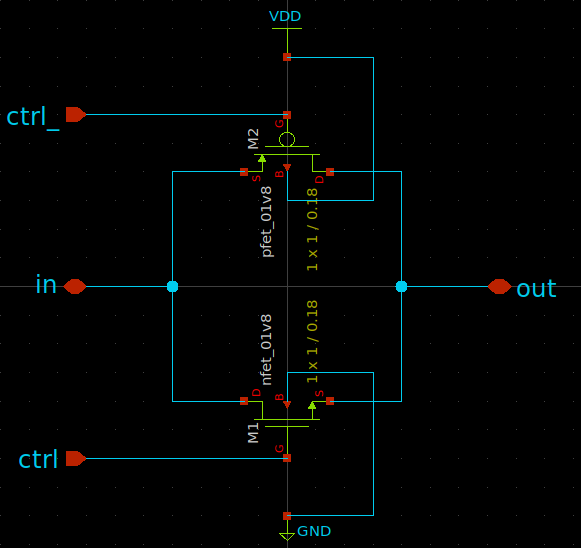 VDD
ctrl_
G
M2
S
B
D
pfet_01v8
1 x 1 / 0.18
in
out
nfet_01v8
1 x 1 / 0.18
D
B
S
M1
G
ctrl
GND